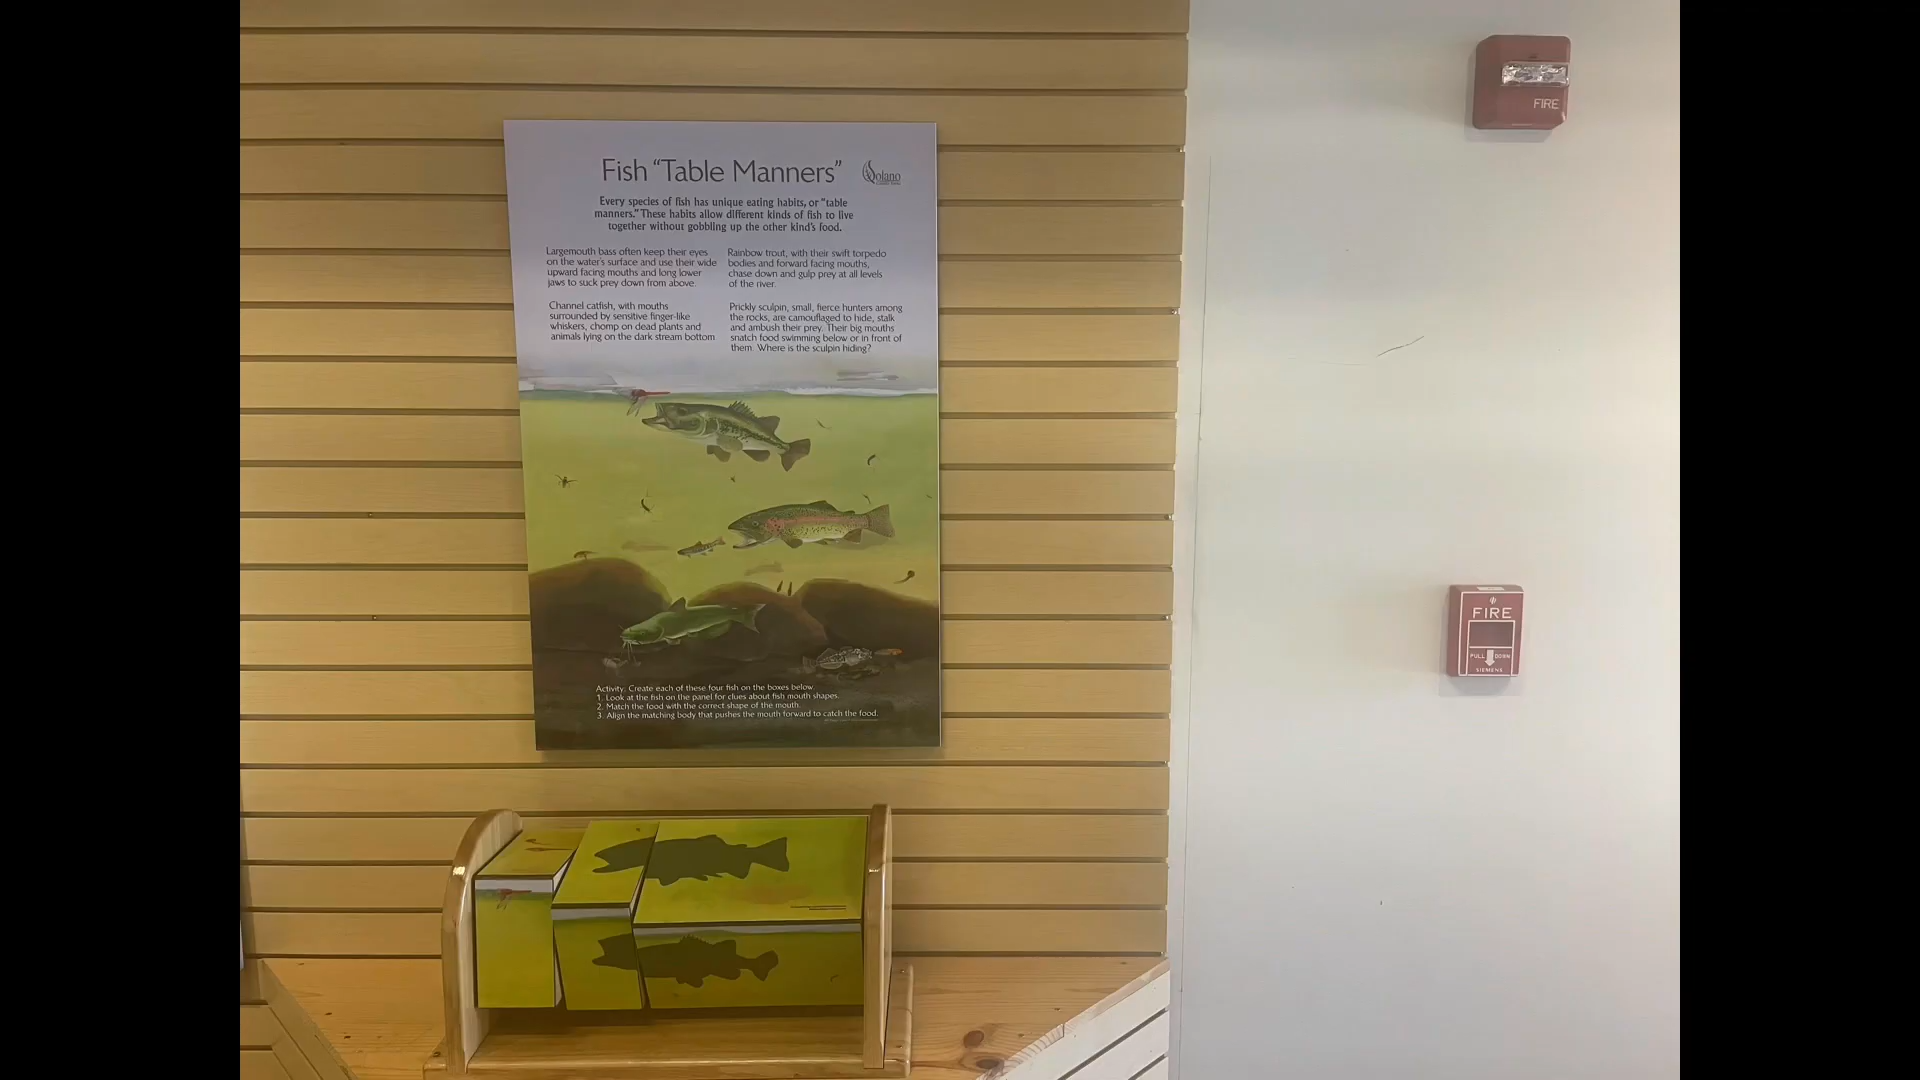 Fish “Table Manners”
Solano
Every species of fish has unique eating habits, or “table
manners.” These habits allow different kinds of fish to live
together without gobbling up the other kind’s food.
Largemouth bass often keep their eyes
on the water’s surface and use their wide
upward facing mouths and long lower
jaws to suck prey down from above.
Channel catfish, with mouths
surrounded by sensitive finger-like
whiskers, chomp on dead plants and
animals lying on the dark stream bottom
Rainbow trout, with their swift torpedo
bodies and forward facing mouths,
chase down and gulp prey at all levels
of the river.
Prickly sculpin, small, fierce hunters among
the rocks, are camouflaged to hide, stalk
and ambush their prey. Their big mouths
snatch food swimming below or in front of
them. Where is the sculpin hiding?
Activity: Create each of these four fish on the boxes below.
1. Look at the fish on the panel for clues about fish mouth shapes.
2. Match the food with the correct shape of the mouth.
3. Align the matching body that pushes the mouth forward to catch the food.
FIRE
FIRE
PULL DOWN
SIEMENS